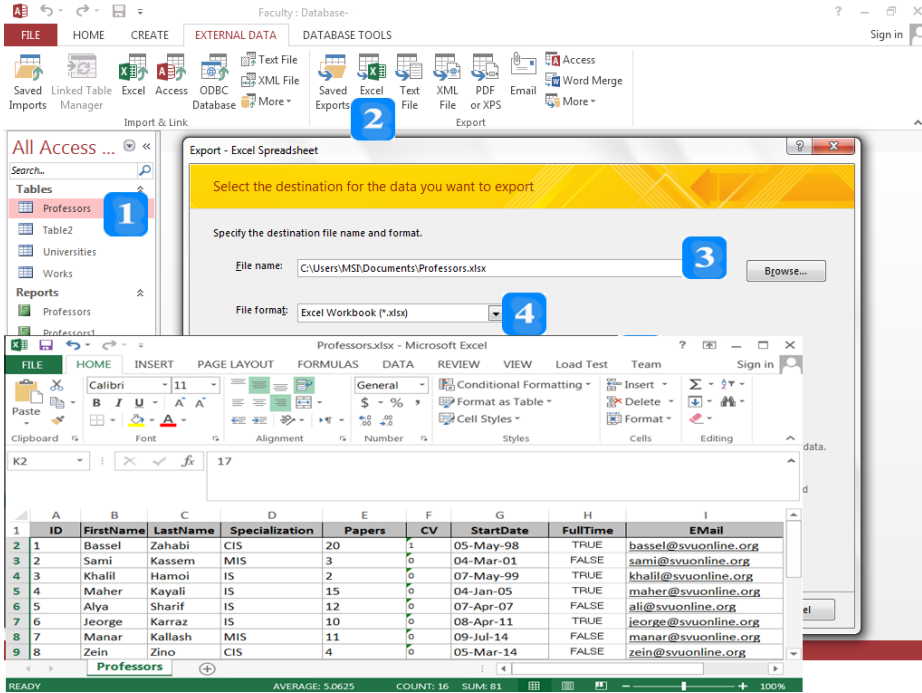 Faculty : Database-
FILE HOME CREATE EXTERNAL DATA DATABASE TOOLS Sign in
Saved Imports
Linked Table Manager
Excel
Access
ODBC Database
Text File
XML File
More
Import & Link
Saved Exports
Excel
Text File
XML File
PDF or XPS
Email
Access
Word Merge
More
Export
2
All Access ...
Search..
Tables
Professors
1
Table2
Universities
Works
Reports
Professors
Professors1
Export - Excel Spreadsheet
Select the destination for the data you want to export
Specify the destination file name and format.
File name: C:\Users\MSI\Documents\Professors.xlsx
3
Browse...
File format: Excel Workbook (*.xlsx)
4
data.
d
el
Professors.xlsx - Microsoft Excel
FILE HOME INSERT PAGE LAYOUT FORMULAS DATA REVIEW VIEW Load Test Team Sign in
Paste
Clipboard
Calibri 11
B I U A A
Font
Alignment
General
$ % ,
Number
Conditional Formatting
Format as Table
Cell Styles
Styles
Insert
Delete
Format
Cells
Editing
K2 fx 17
A B C D E F G H I
1 ID FirstName LastName Specialization Papers CV StartDate FullTime EMail
2 1 Bassel Zahabi CIS 20 1 05-May-98 TRUE bassel@svuonline.org
3 2 Sami Kassem MIS 3 0 04-Mar-01 FALSE sami@svuonline.org
4 3 Khalil Hamoi IS 2 0 07-May-99 TRUE khalil@svuonline.org
5 4 Maher Kayali IS 15 0 04-Jan-05 TRUE maher@svuonline.org
6 5 Alya Sharif IS 12 0 07-Apr-07 FALSE ali@svuonline.org
7 6 Jeorge Karraz IS 10 0 08-Apr-11 TRUE jeorge@svuonline.org
8 7 Manar Kallash MIS 11 0 09-Jul-14 FALSE manar@svuonline.org
9 8 Zein Zino CIS 4 0 05-Mar-14 FALSE zein@svuonline.org
Professors
READY AVERAGE: 5.0625 COUNT: 16 SUM: 81 100%